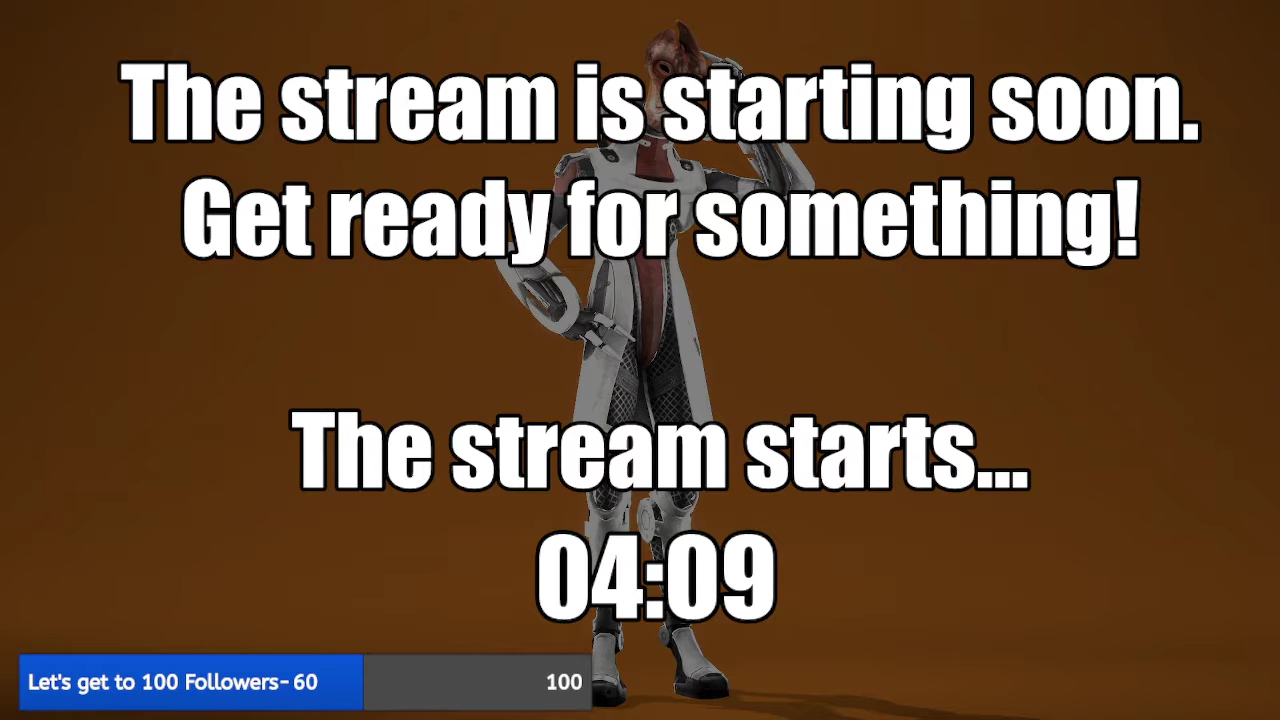 The stream is starting soon.
Get ready for something!
The stream starts...
04:09
Let's get to 100 Followers- 60
100